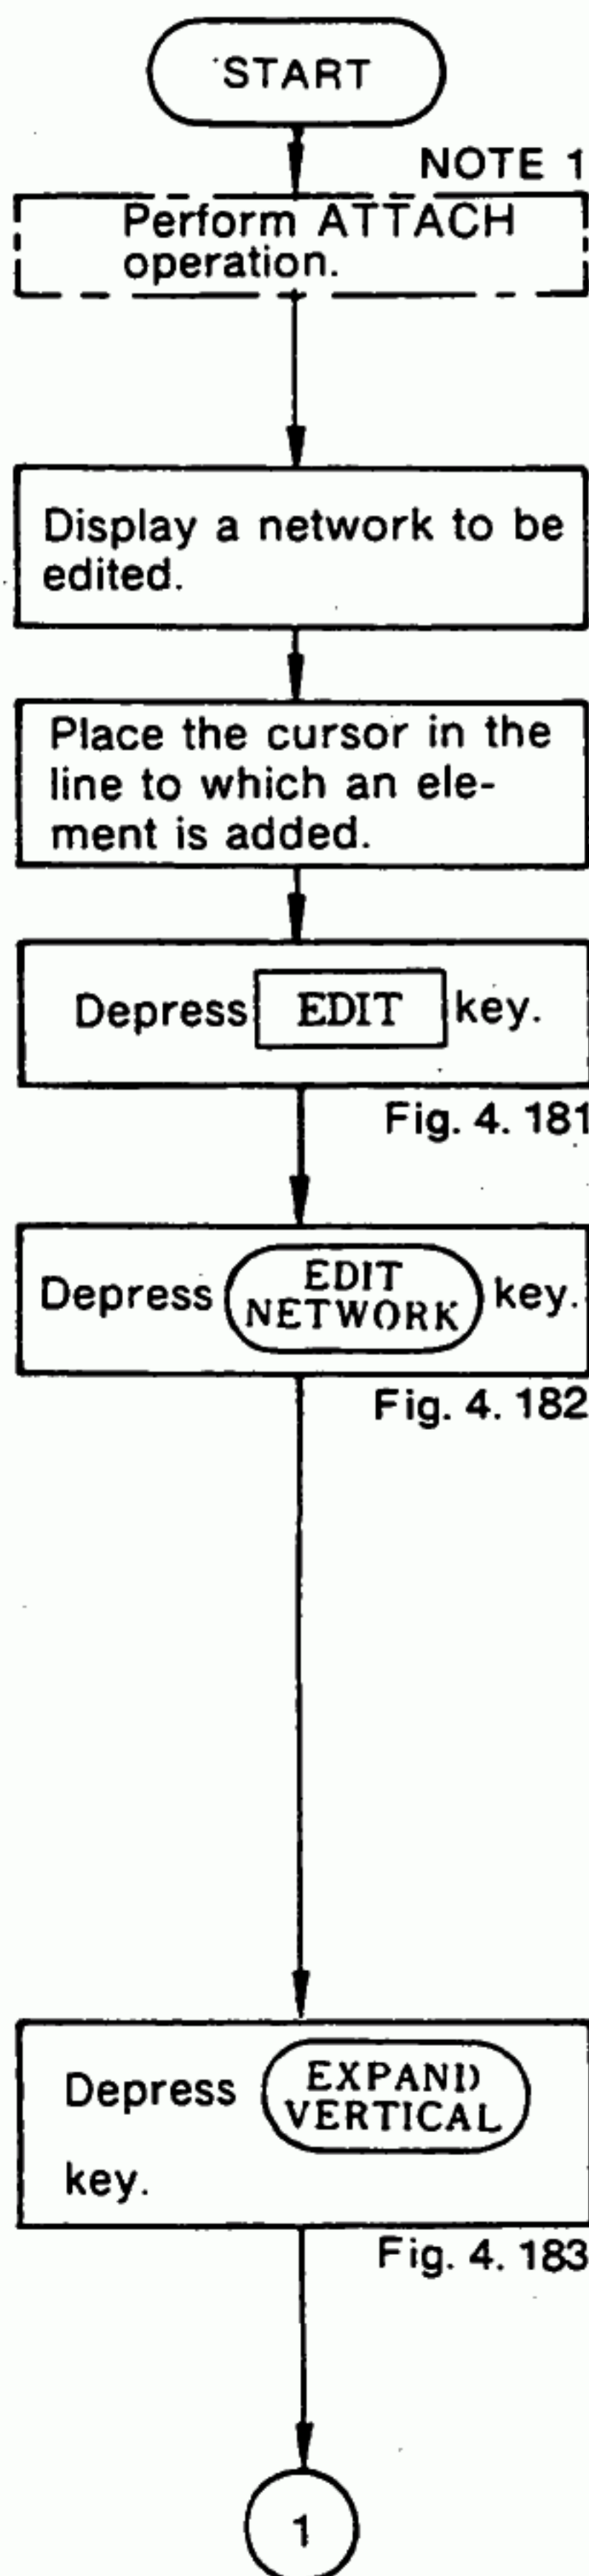 START
NOTE 1
Perform ATTACH
operation.
Display a network to be
edited.
Place the cursor in the
line to which an ele-
ment is added.
Depress EDIT key.
Fig. 4. 181
Depress EDIT NETWORK key.
Fig. 4. 182
Depress EXPAND VERTICAL
key.
Fig. 4. 183
1